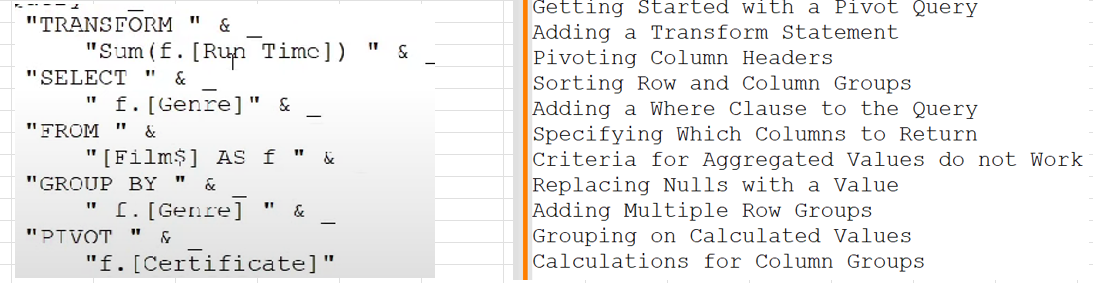 "TRANSFORM " & _
"Sum(f.[Run Time]) " & _
"SELECT " & _
" f.[Genre]" & _
"FROM " &
"[Film$] AS f " &
"GROUP BY " & _
" f.[Genre] " & _
"PIVOT " & _
"f.[Certificate]"
Getting Started with a Pivot Query
Adding a Transform Statement
Pivoting Column Headers
Sorting Row and Column Groups
Adding a Where Clause to the Query
Specifying Which Columns to Return
Criteria for Aggregated Values do not Work
Replacing Nulls with a Value
Adding Multiple Row Groups
Grouping on Calculated Values
Calculations for Column Groups